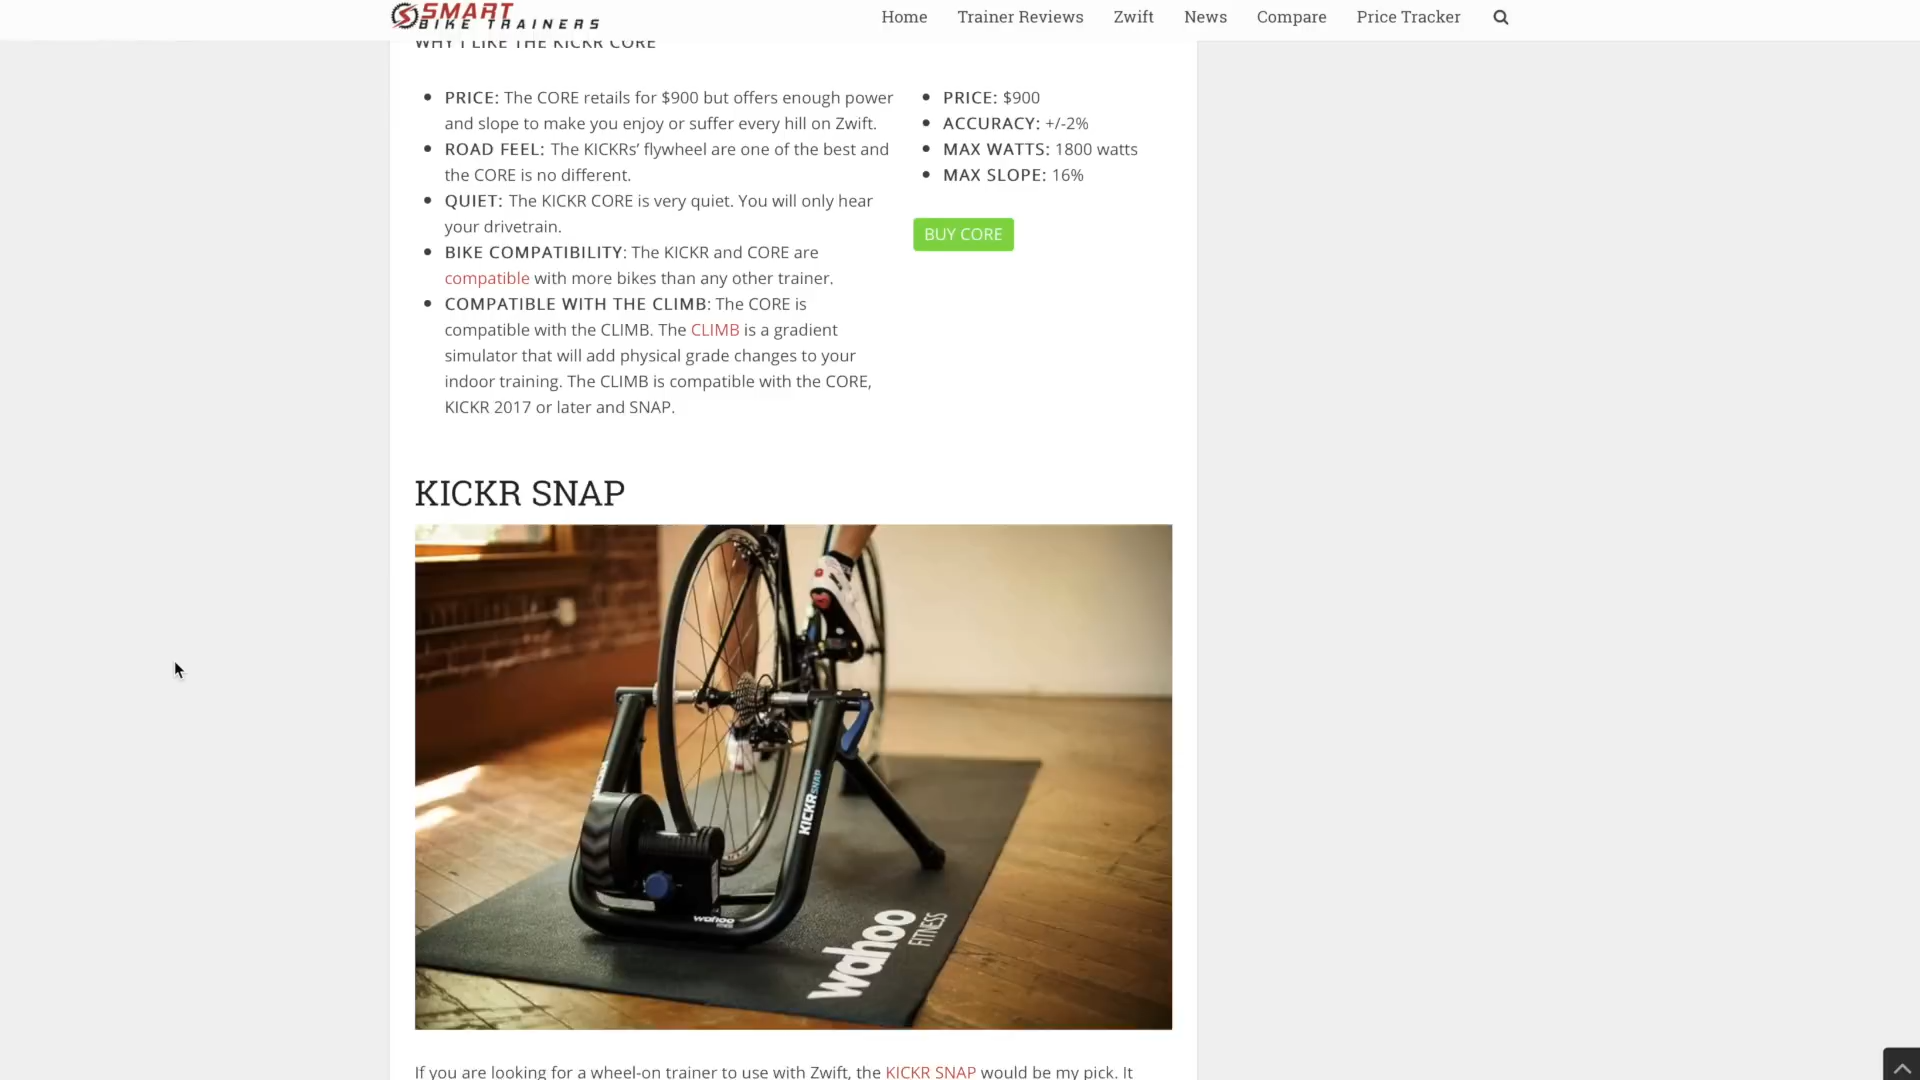 SMART
BIKE TRAINERS
Home
Trainer Reviews
Zwift
News
Compare
Price Tracker
WHY I LIKE THE KICKR CORE
PRICE: The CORE retails for $900 but offers enough power
and slope to make you enjoy or suffer every hill on Zwift.
ROAD FEEL: The KICKRs’ flywheel are one of the best and
the CORE is no different.
QUIET: The KICKR CORE is very quiet. You will only hear
your drivetrain.
BIKE COMPATIBILITY: The KICKR and CORE are
compatible with more bikes than any other trainer.
COMPATIBLE WITH THE CLIMB: The CORE is
compatible with the CLIMB. The CLIMB is a gradient
simulator that will add physical grade changes to your
indoor training. The CLIMB is compatible with the CORE,
KICKR 2017 or later and SNAP.
PRICE: $900
ACCURACY: +/-2%
MAX WATTS: 1800 watts
MAX SLOPE: 16%
BUY CORE
KICKR SNAP
KICKR SNAP
wahoo
FITNESS
wahoo
FITNESS
If you are looking for a wheel-on trainer to use with Zwift, the KICKR SNAP would be my pick. It